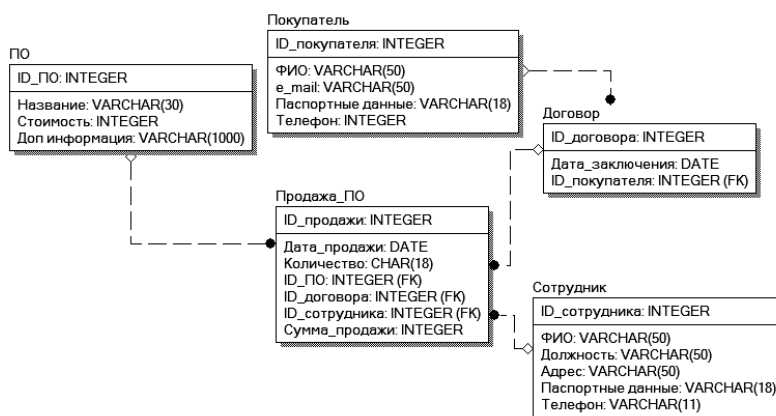 ПО
ID_ПО: INTEGER
Название: VARCHAR(30)
Стоимость: INTEGER
Доп информация: VARCHAR(1000)
Покупатель
ID_покупателя: INTEGER
ФИО: VARCHAR(50)
e_mail: VARCHAR(50)
Паспортные данные: VARCHAR(18)
Телефон: INTEGER
Договор
ID_договора: INTEGER
Дата_заключения: DATE
ID_покупателя: INTEGER (FK)
Продажа_ПО
ID_продажи: INTEGER
Дата_продажи: DATE
Количество: CHAR(18)
ID_ПО: INTEGER (FK)
ID_договора: INTEGER (FK)
ID_сотрудника: INTEGER (FK)
Сумма_продажи: INTEGER
Сотрудник
ID_сотрудника: INTEGER
ФИО: VARCHAR(50)
Должность: VARCHAR(50)
Адрес: VARCHAR(50)
Паспортные данные: VARCHAR(18)
Телефон: VARCHAR(11)